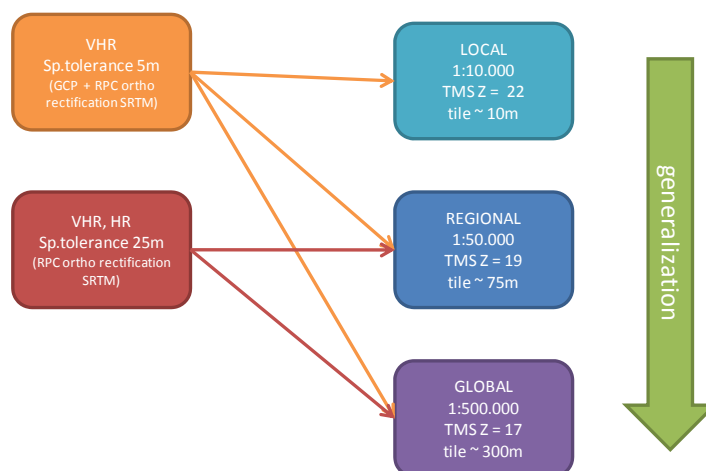 VHR
Sp.tolerance 5m
(GCP + RPC ortho
rectification SRTM)
LOCAL
1:10.000
TMS Z = 22
tile ~ 10m
VHR, HR
Sp.tolerance 25m
(RPC ortho rectification
SRTM)
REGIONAL
1:50.000
TMS Z = 19
tile ~ 75m
GLOBAL
1:500.000
TMS Z = 17
tile ~ 300m
generalization